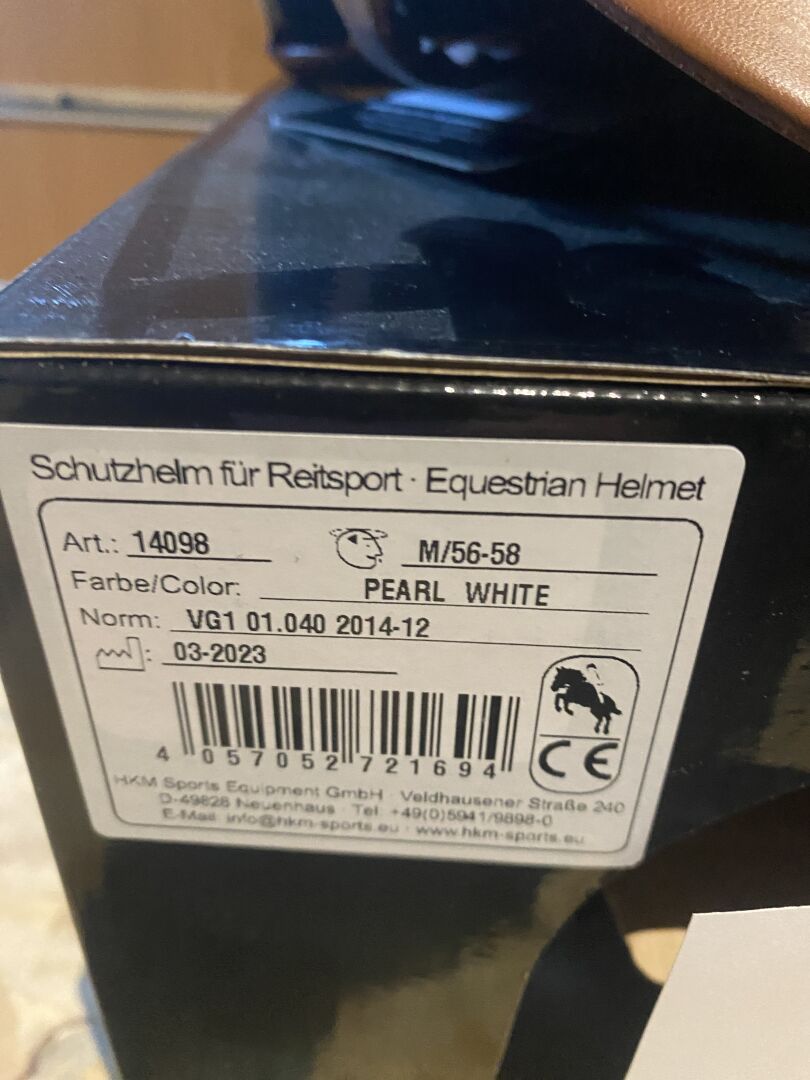 Schutzhelm für Reitsport · Equestrian Helmet
Art.: 14098 M/56-58
Farbe/Color: PEARL WHITE
Norm: VG1 01.040 2014-12
: 03-2023
CE
4 057052 721694
HKM Sports Equipment GmbH · Veldhausener Straße 240
D-49828 Neuenhaus · Tel: +49(0)5941/9898-0
E-Mail: info@hkm-sports.eu · www.hkm-sports.eu